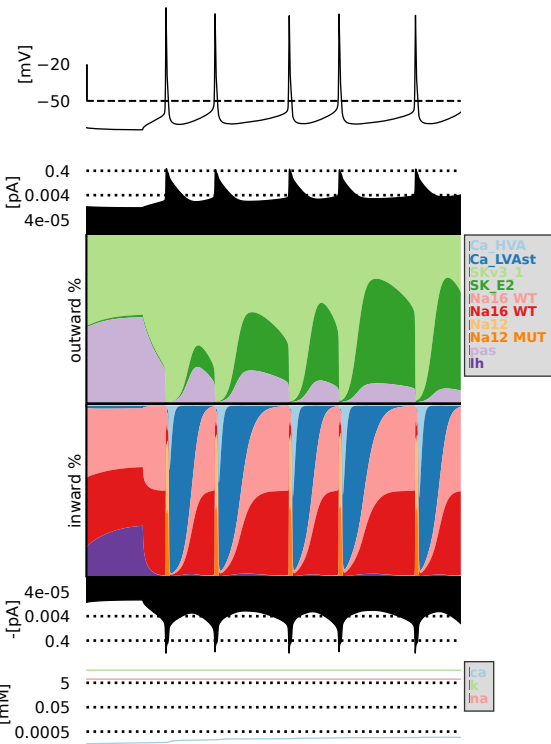 [mV]
−20
−50
[pA]
0.4
0.004
4e-05
outward %
Ca_HVA
Ca_LVAst
SKv3_1
SK_E2
Na16 WT
Na16 WT
Na12
Na12 MUT
pas
Ih
inward %
-[pA]
4e-05
0.004
0.4
[mM]
5
0.05
0.0005
ca
k
na